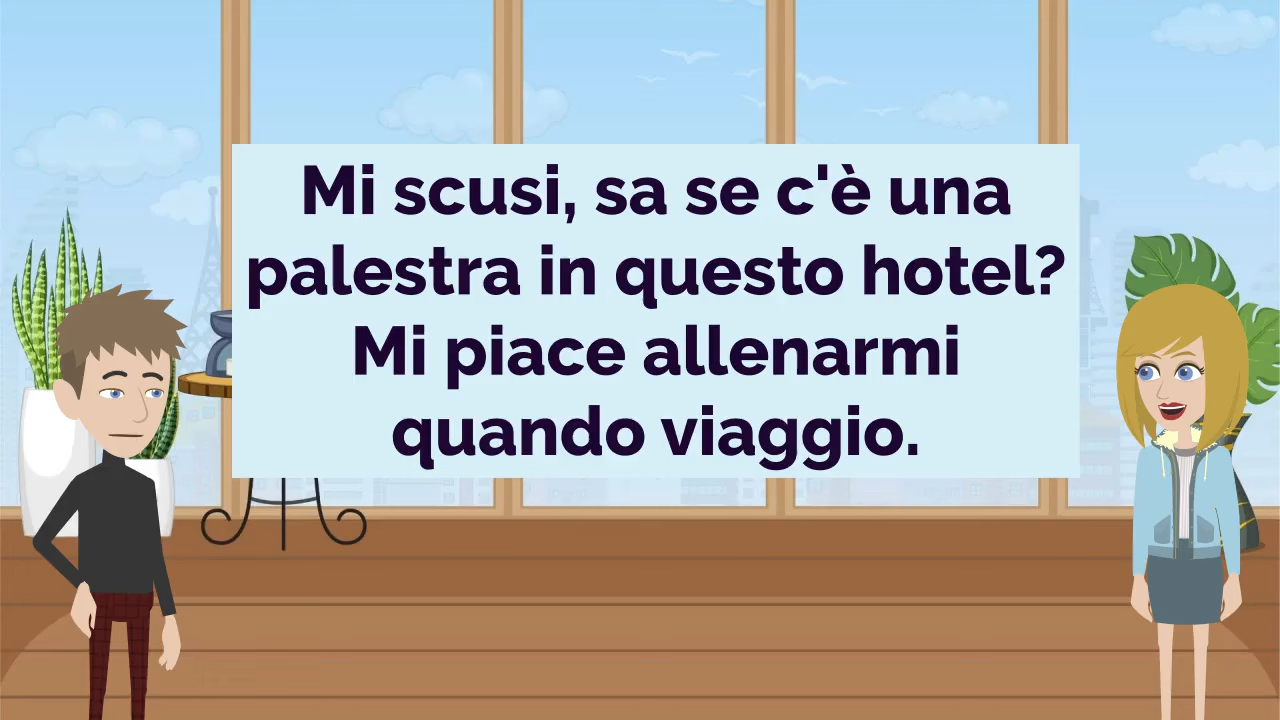 Mi scusi, sa se c'è una
palestra in questo hotel?
Mi piace allenarmi
quando viaggio.